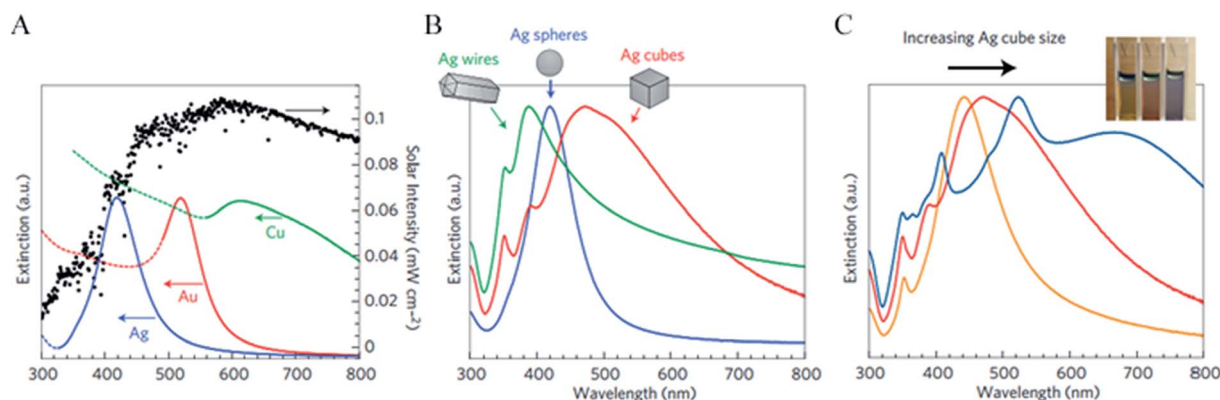 A
Extinction (a.u.)
Cu
Au
Ag
0.1
0.08
0.06
0.04
0.02
0
Solar Intensity (mW cm-2)
300 400 500 600 700 800
Wavelength (nm)
B
Ag spheres
Ag wires
Ag cubes
Extinction (a.u.)
300 400 500 600 700 800
Wavelength (nm)
C
Increasing Ag cube size
Extinction (a.u.)
300 400 500 600 700 800
Wavelength (nm)